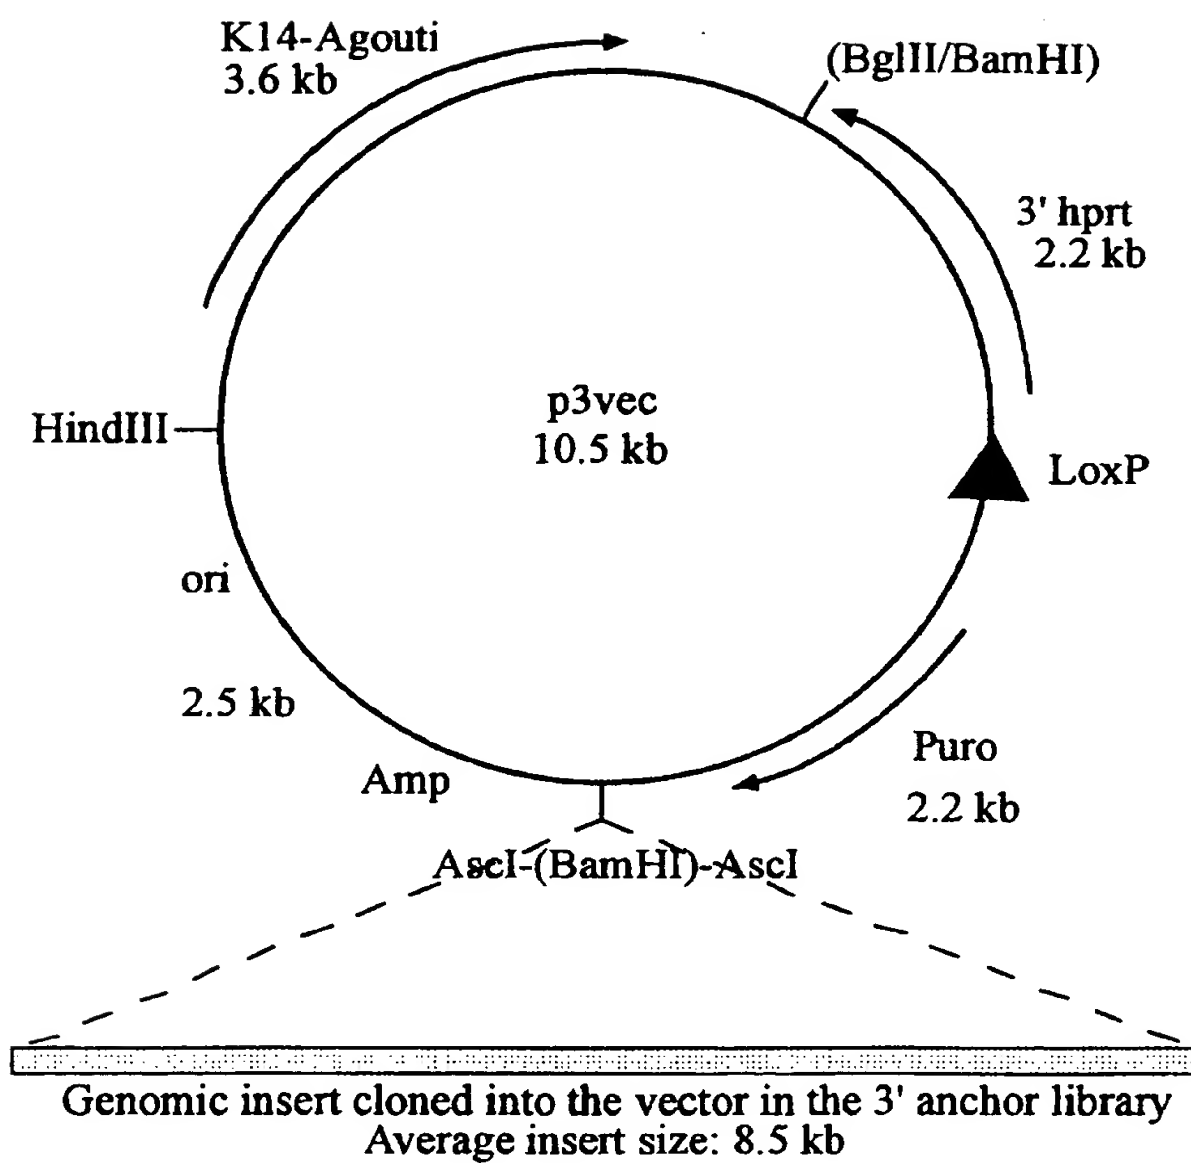 K14-Agouti
3.6 kb
(BglII/BamHI)
3' hprt
2.2 kb
p3vec
10.5 kb
HindIII
LoxP
ori
2.5 kb
Puro
2.2 kb
Amp
AscI-(BamHI)-AscI
Genomic insert cloned into the vector in the 3' anchor library
Average insert size: 8.5 kb